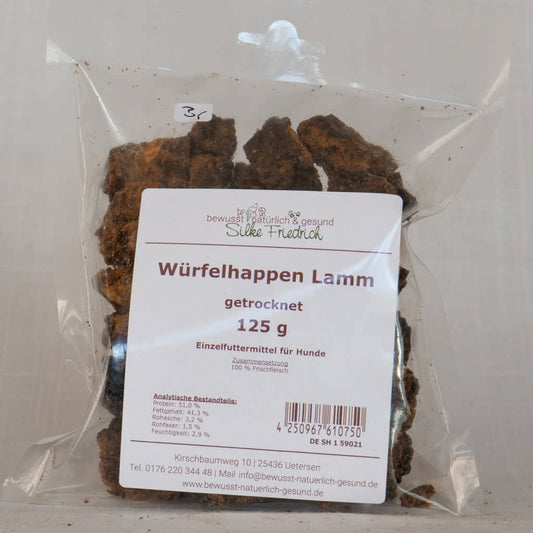 3r
bewusst natürlich & gesund
Silke Friedrich
Würfelhappen Lamm
getrocknet
125 g
Einzelfuttermittel für Hunde
Zusammensetzung
100 % Frischfleisch
Analytische Bestandteile:
Protein: 51,0 %
Fettgehalt: 41,3 %
Rohasche: 3,2 %
Rohfaser: 1,5 %
Feuchtigkeit: 2,9 %
4 250967 610750
DE SH 1 59021
Kirschbaumweg 10 | 25436 Uetersen
Tel. 0176 220 344 48 | Mail info@bewusst-natuerlich-gesund.de
www.bewusst-natuerlich-gesund.de